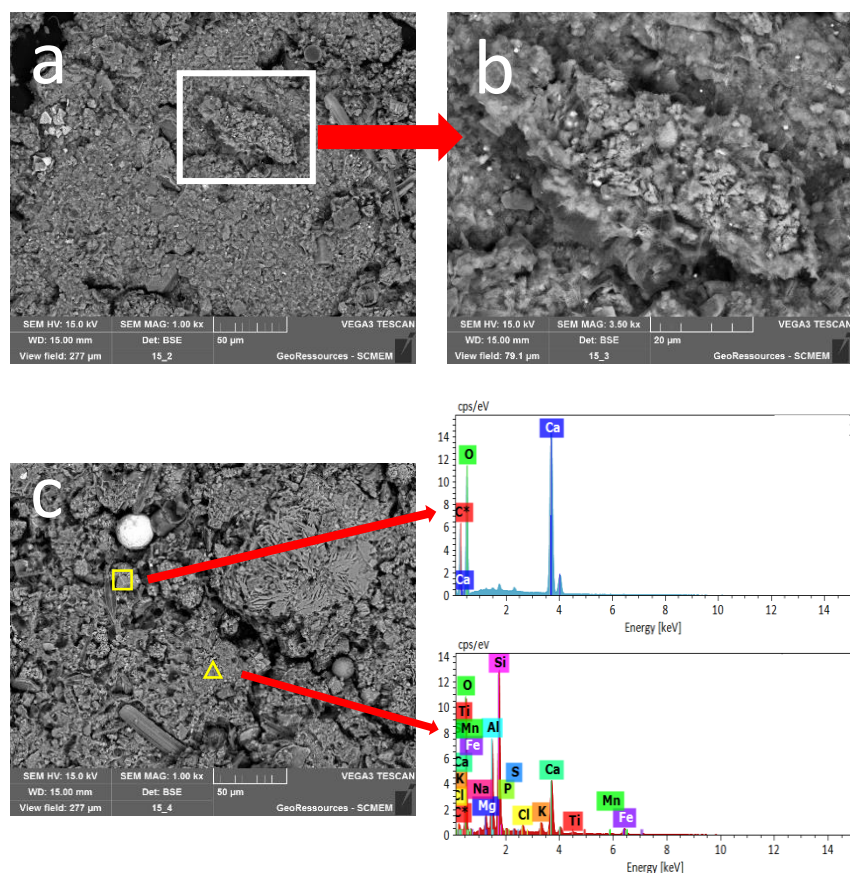 a
SEM HV: 15.0 kV SEM MAG: 1.00 kx VEGA3 TESCAN
WD: 15.00 mm Det: BSE 50 µm
View field: 277 µm 15_2 GeoRessources - SCMEM
b
SEM HV: 15.0 kV SEM MAG: 3.50 kx VEGA3 TESCAN
WD: 15.00 mm Det: BSE 20 µm
View field: 79.1 µm 15_3 GeoRessources - SCMEM
c
SEM HV: 15.0 kV SEM MAG: 1.00 kx VEGA3 TESCAN
WD: 15.00 mm Det: BSE 50 µm
View field: 277 µm 15_4 GeoRessources - SCMEM
cps/eV
14
12
10
8
6
4
2
0
Ca
O
C*
Ca
2 4 6 8 10 12 14
Energy [keV]
cps/eV
14
12
10
8
6
4
2
0
Si
O
Ti
Al
Mn
Fe
S
Ca
Ca
K
Na
P
Cl
Mg
Mn
C*
Cl
K
Ti
Fe
2 4 6 8 10 12 14
Energy [keV]